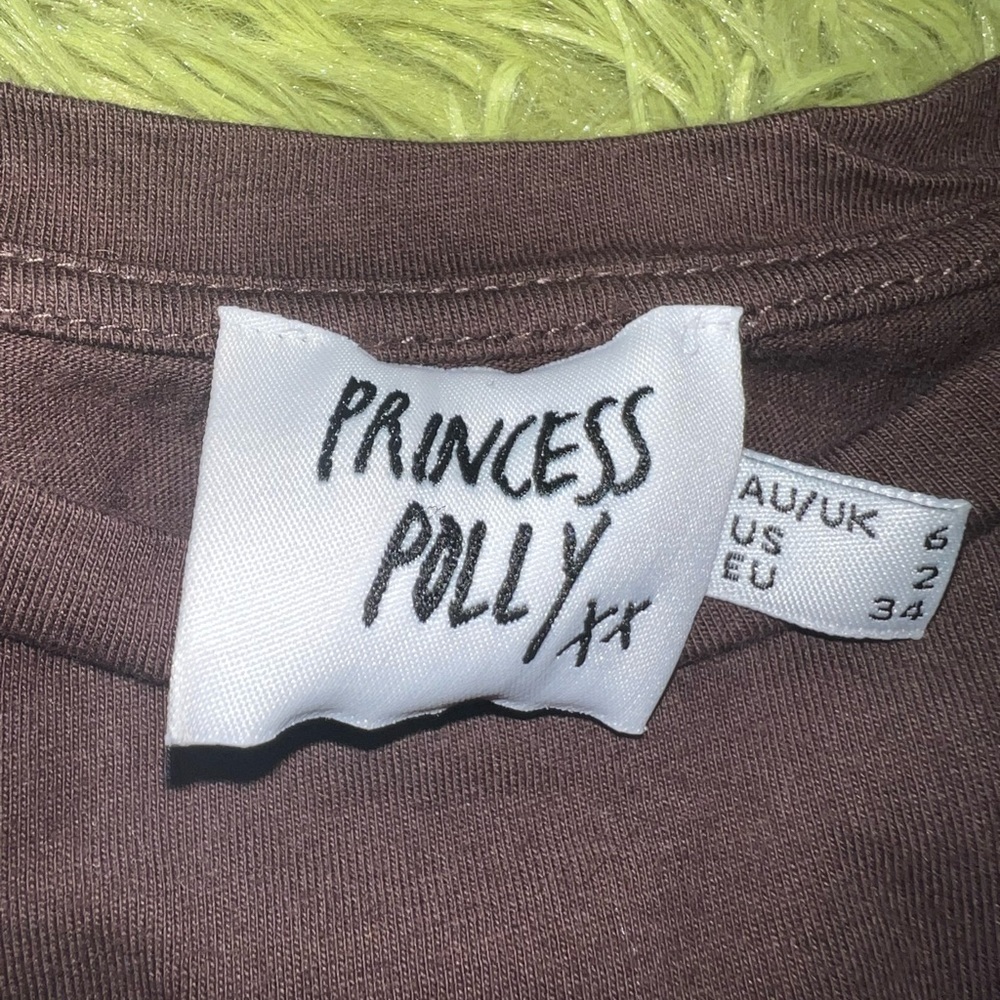 PRINCESS
POLLY xx
AU/UK 6
US 2
EU 34